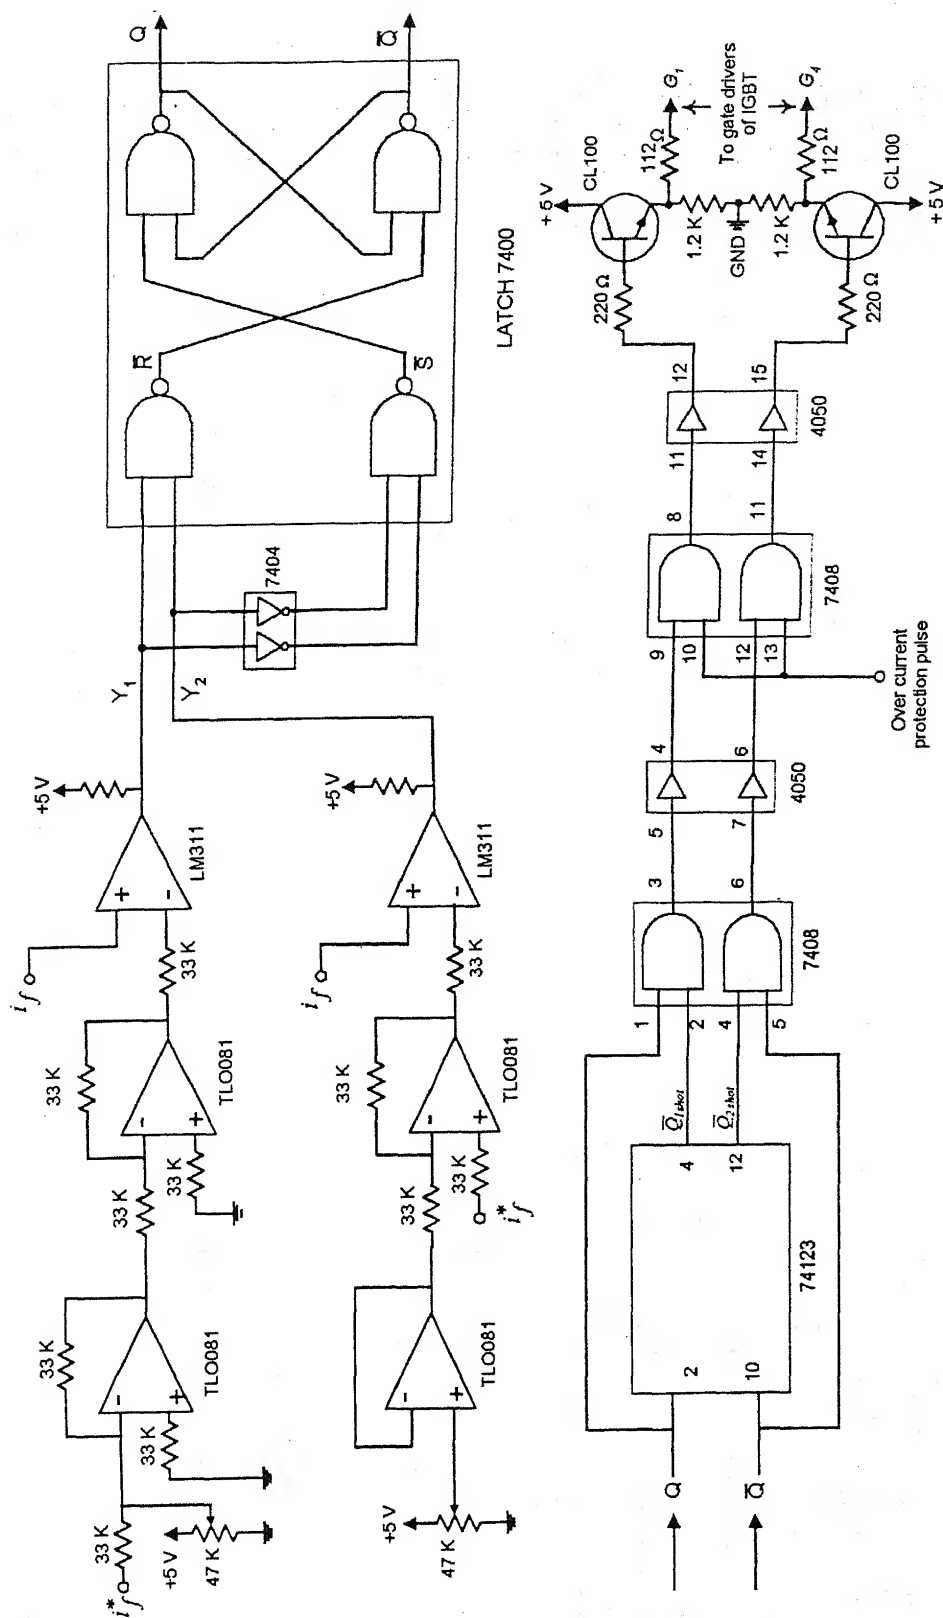 i*f
33 K
+5 V
47 K
33 K
-
+
33 K
TLO081
33 K
33 K
-
+
33 K
TLO081
33 K
if
+
-
LM311
+5 V
Y1
Y2
7404
R̅
S̅
Q
Q̅
LATCH 7400
+5 V
47 K
-
+
TLO081
33 K
33 K
-
+
33 K
i*f
TLO081
33 K
if
+
-
LM311
+5 V
Q
Q̅
2
10
74123
4
12
Q̅1shot
Q̅2shot
1
2
4
5
7408
3
6
5
7
4050
4
6
9
10
12
13
7408
Over current
protection pulse
8
11
11
14
4050
12
15
220 Ω
220 Ω
+5 V
CL100
112 Ω
G1
1.2 K
GND
To gate drivers
of IGBT
1.2 K
112 Ω
G4
CL100
+5 V